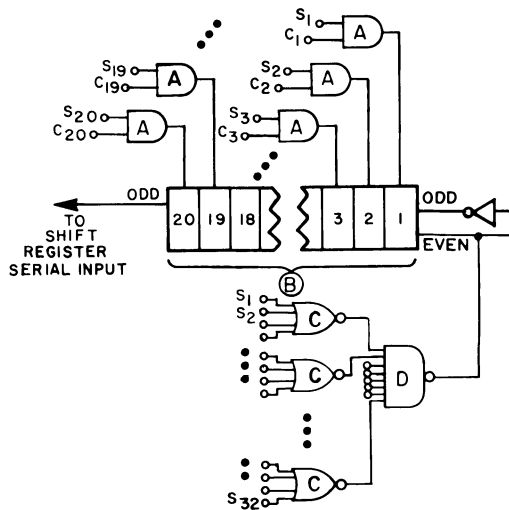 S1
C1
A
S19
C19
A
S2
C2
A
S20
C20
A
S3
C3
A
ODD
20 19 18 3 2 1
ODD
EVEN
TO
SHIFT
REGISTER
SERIAL INPUT
B
S1
S2
C
C
D
C
S32